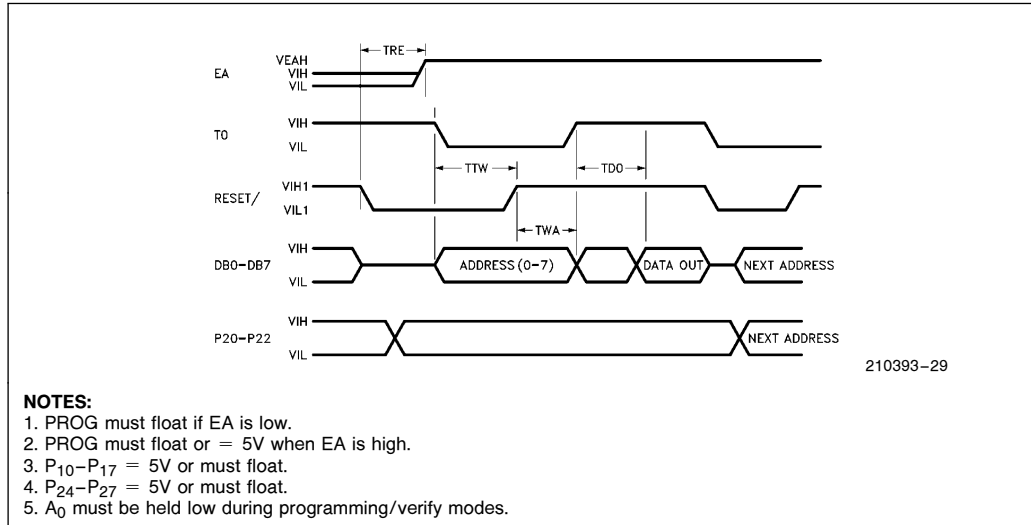 TRE
VEAH
EA VIH
VIL
T0 VIH
VIL
TTW TDO
RESET/ VIH1
VIL1
TWA
DB0-DB7 VIH
ADDRESS (0-7) DATA OUT NEXT ADDRESS
VIL
P20-P22 VIH
NEXT ADDRESS
VIL
210393–29
NOTES:
1. PROG must float if EA is low.
2. PROG must float or = 5V when EA is high.
3. P10–P17 = 5V or must float.
4. P24–P27 = 5V or must float.
5. A0 must be held low during programming/verify modes.